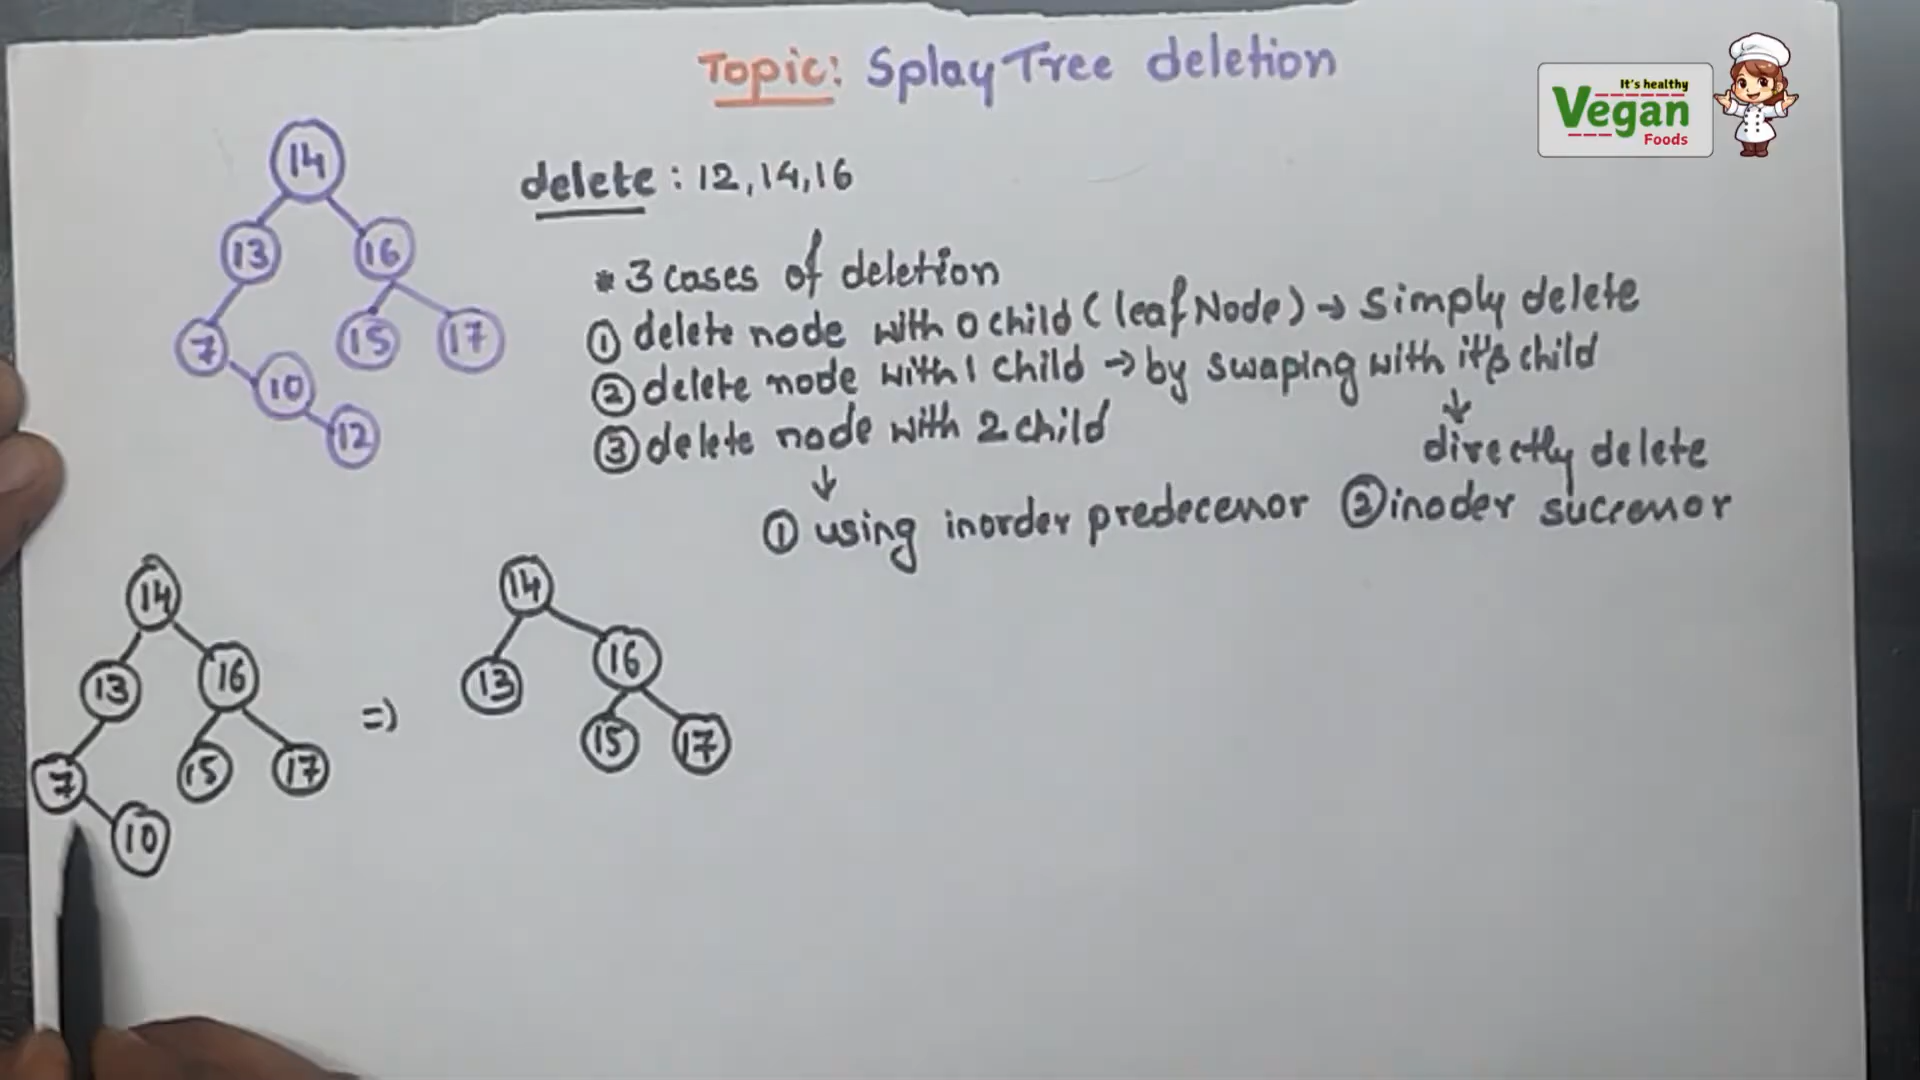 Topic: Splay Tree deletion
It's healthy
Vegan
Foods
14
13 16
7 15 17
10
12
delete : 12,14,16
* 3 cases of deletion
① delete node with 0 child (leaf Node) → Simply delete
② delete node with 1 child → by swaping with it's child
↓
directly delete
③ delete node with 2 child
↓
① using inorder predecenor ② inoder succenor
14
13 16
7 15 17
10
=)
14
13 16
15 17